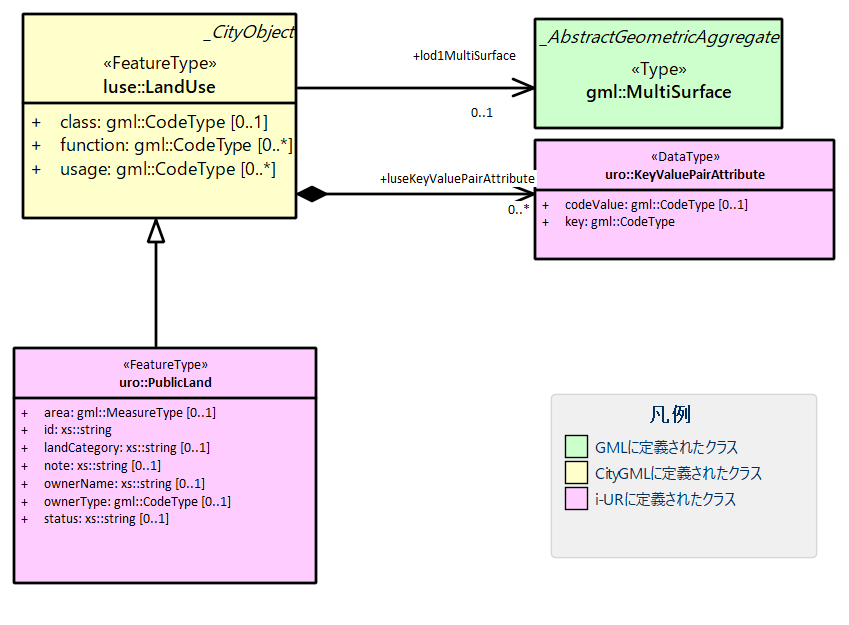 _CityObject
«FeatureType»
luse::LandUse
+ class: gml::CodeType [0..1]
+ function: gml::CodeType [0..*]
+ usage: gml::CodeType [0..*]
+lod1MultiSurface
0..1
_AbstractGeometricAggregate
«Type»
gml::MultiSurface
+luseKeyValuePairAttribute
0..*
«DataType»
uro::KeyValuePairAttribute
+ codeValue: gml::CodeType [0..1]
+ key: gml::CodeType
«FeatureType»
uro::PublicLand
+ area: gml::MeasureType [0..1]
+ id: xs::string
+ landCategory: xs::string [0..1]
+ note: xs::string [0..1]
+ ownerName: xs::string [0..1]
+ ownerType: gml::CodeType [0..1]
+ status: xs::string [0..1]
凡例
GMLに定義されたクラス
CityGMLに定義されたクラス
i-URに定義されたクラス